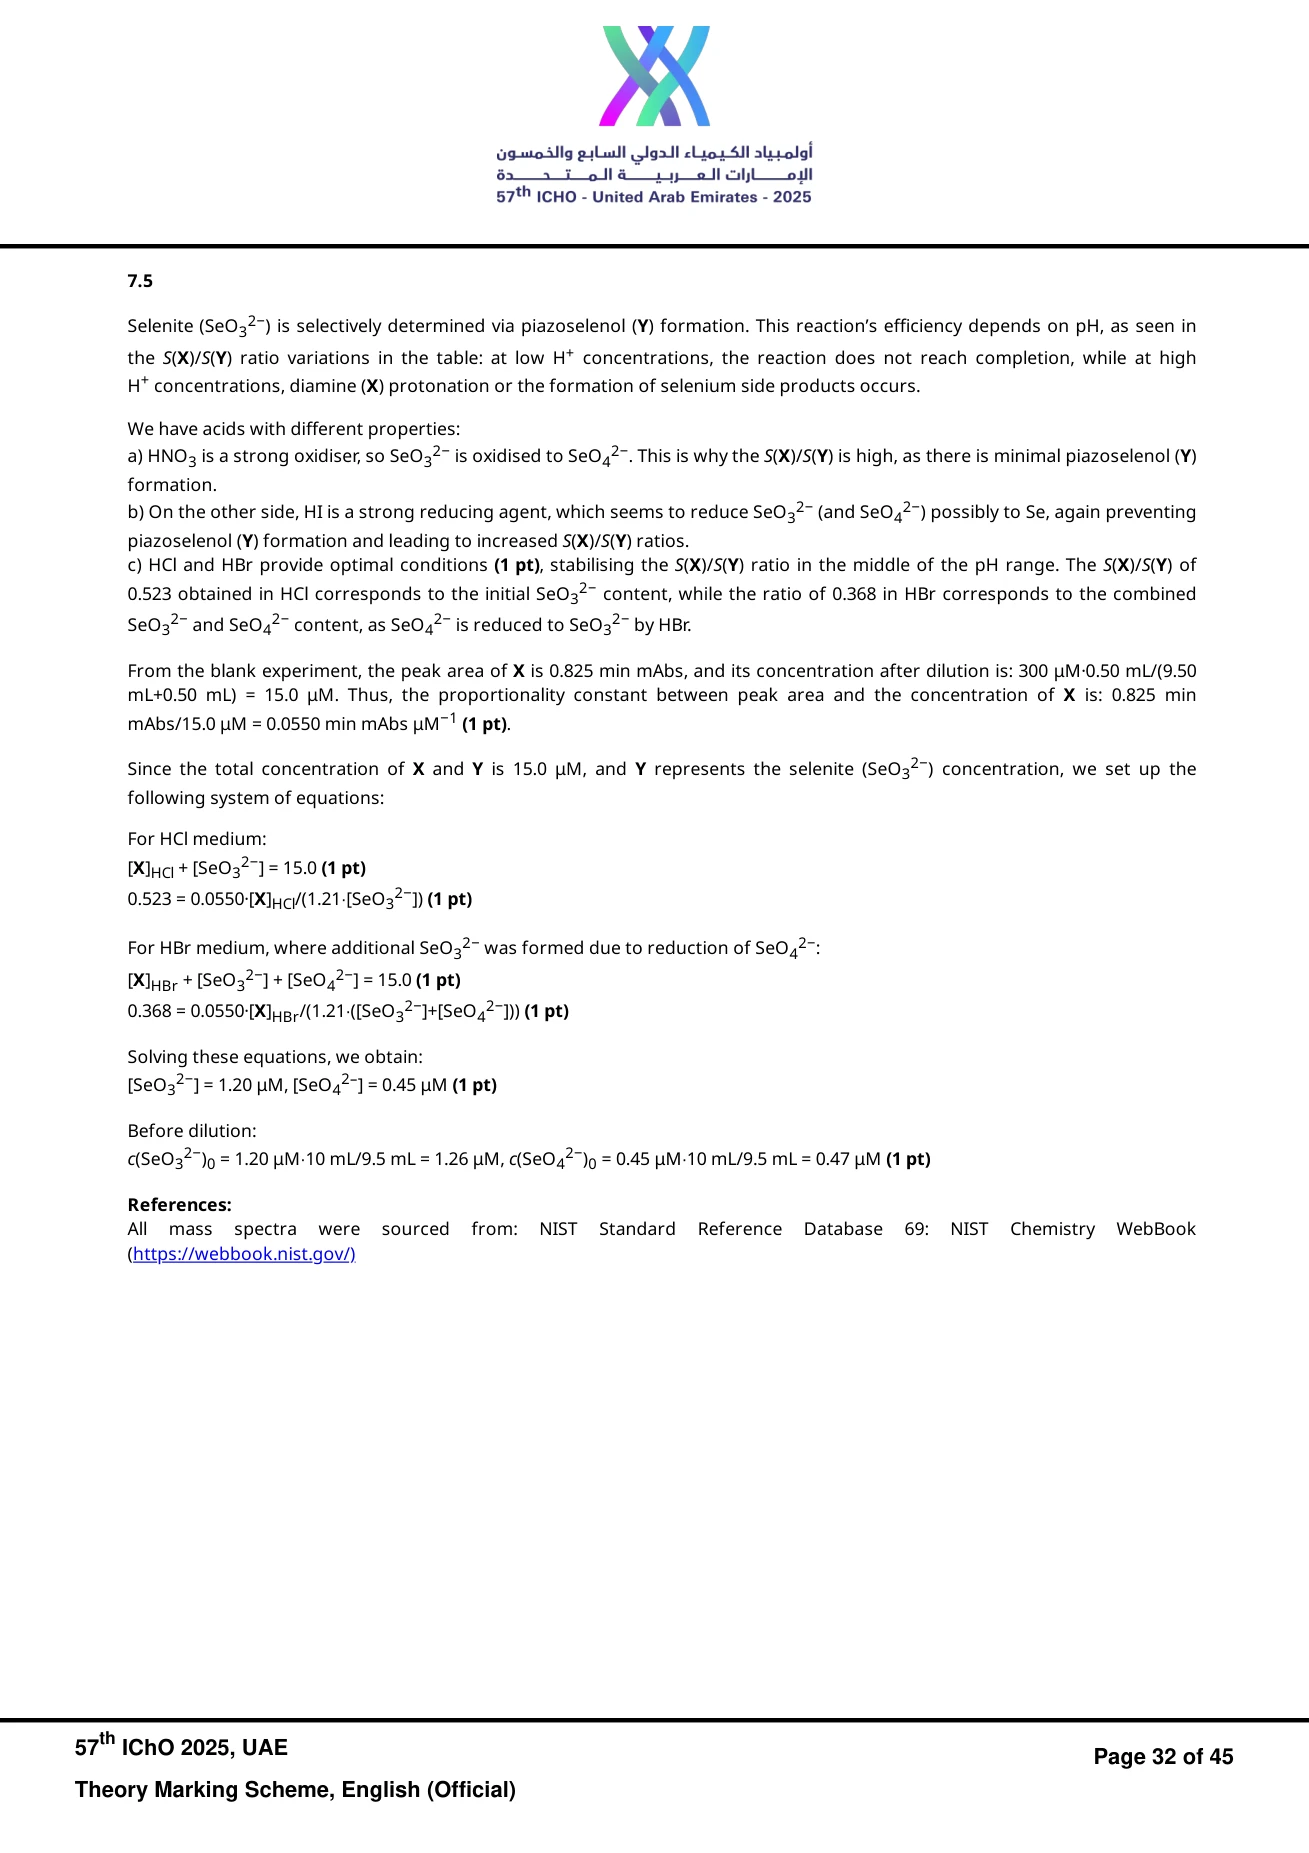 أولمبياد الكيمياء الدولي السابع والخمسون
الإمارات العربية المتحدة
57th ICHO - United Arab Emirates - 2025
7.5
Selenite (SeO₃²⁻) is selectively determined via piazoselenol (Y) formation. This reaction’s efficiency depends on pH, as seen in
the S(X)/S(Y) ratio variations in the table: at low H⁺ concentrations, the reaction does not reach completion, while at high
H⁺ concentrations, diamine (X) protonation or the formation of selenium side products occurs.
We have acids with different properties:
a) HNO₃ is a strong oxidiser, so SeO₃²⁻ is oxidised to SeO₄²⁻. This is why the S(X)/S(Y) is high, as there is minimal piazoselenol (Y)
formation.
b) On the other side, HI is a strong reducing agent, which seems to reduce SeO₃²⁻ (and SeO₄²⁻) possibly to Se, again preventing
piazoselenol (Y) formation and leading to increased S(X)/S(Y) ratios.
c) HCl and HBr provide optimal conditions (1 pt), stabilising the S(X)/S(Y) ratio in the middle of the pH range. The S(X)/S(Y) of
0.523 obtained in HCl corresponds to the initial SeO₃²⁻ content, while the ratio of 0.368 in HBr corresponds to the combined
SeO₃²⁻ and SeO₄²⁻ content, as SeO₄²⁻ is reduced to SeO₃²⁻ by HBr.
From the blank experiment, the peak area of X is 0.825 min mAbs, and its concentration after dilution is: 300 µM·0.50 mL/(9.50
mL+0.50 mL) = 15.0 µM. Thus, the proportionality constant between peak area and the concentration of X is: 0.825 min
mAbs/15.0 µM = 0.0550 min mAbs µM⁻¹ (1 pt).
Since the total concentration of X and Y is 15.0 µM, and Y represents the selenite (SeO₃²⁻) concentration, we set up the
following system of equations:
For HCl medium:
[X]HCl + [SeO₃²⁻] = 15.0 (1 pt)
0.523 = 0.0550·[X]HCl/(1.21·[SeO₃²⁻]) (1 pt)
For HBr medium, where additional SeO₃²⁻ was formed due to reduction of SeO₄²⁻:
[X]HBr + [SeO₃²⁻] + [SeO₄²⁻] = 15.0 (1 pt)
0.368 = 0.0550·[X]HBr/(1.21·([SeO₃²⁻]+[SeO₄²⁻])) (1 pt)
Solving these equations, we obtain:
[SeO₃²⁻] = 1.20 µM, [SeO₄²⁻] = 0.45 µM (1 pt)
Before dilution:
c(SeO₃²⁻)₀ = 1.20 µM·10 mL/9.5 mL = 1.26 µM, c(SeO₄²⁻)₀ = 0.45 µM·10 mL/9.5 mL = 0.47 µM (1 pt)
References:
All mass spectra were sourced from: NIST Standard Reference Database 69: NIST Chemistry WebBook
(https://webbook.nist.gov/)
57th IChO 2025, UAE
Page 32 of 45
Theory Marking Scheme, English (Official)